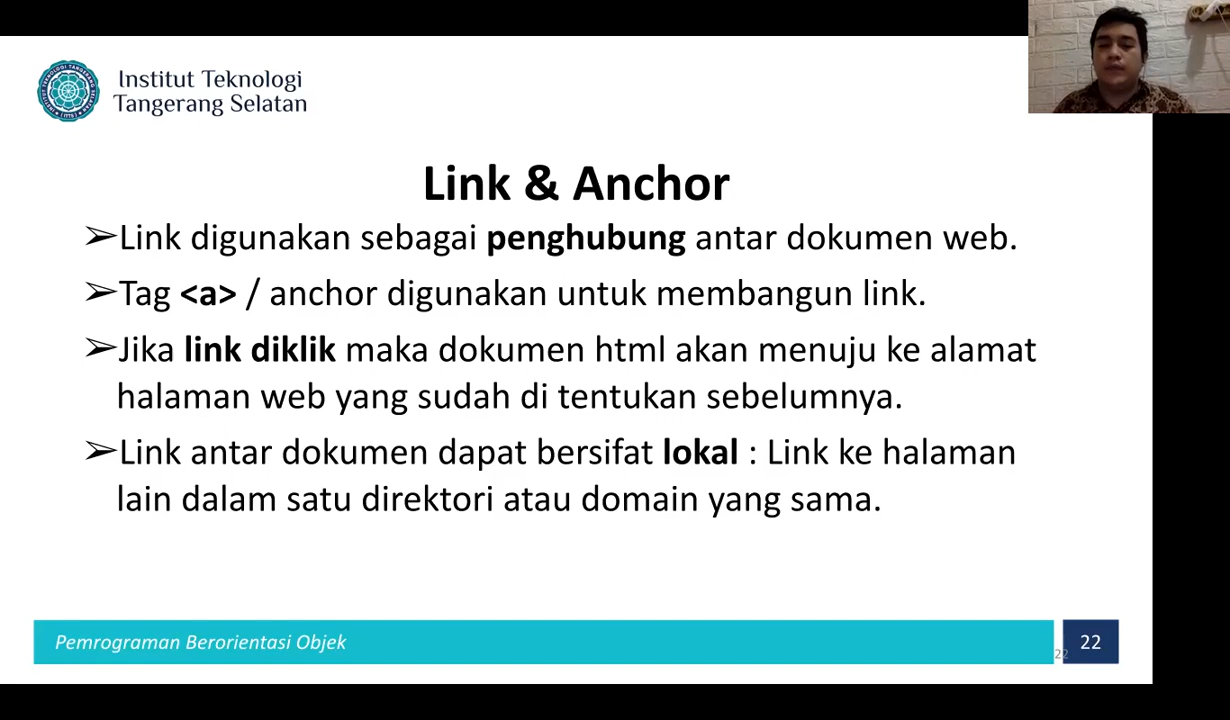 Institut Teknologi
Tangerang Selatan
Link & Anchor
➢Link digunakan sebagai penghubung antar dokumen web.
➢Tag <a> / anchor digunakan untuk membangun link.
➢Jika link diklik maka dokumen html akan menuju ke alamat
halaman web yang sudah di tentukan sebelumnya.
➢Link antar dokumen dapat bersifat lokal : Link ke halaman
lain dalam satu direktori atau domain yang sama.
Pemrograman Berorientasi Objek
22
22